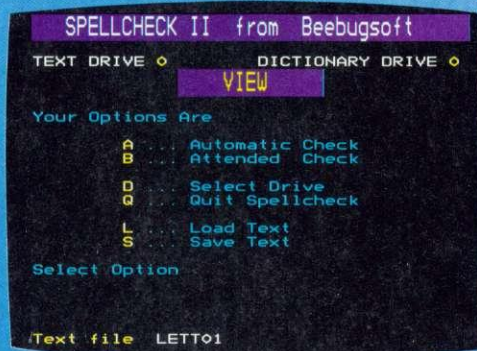 SPELLCHECK II from Beebugsoft
TEXT DRIVE 0 DICTIONARY DRIVE 0
VIEW
Your Options Are
A ... Automatic Check
B ... Attended Check
D ... Select Drive
Q ... Quit Spellcheck
L ... Load Text
S ... Save Text
Select Option
Text file LETT01